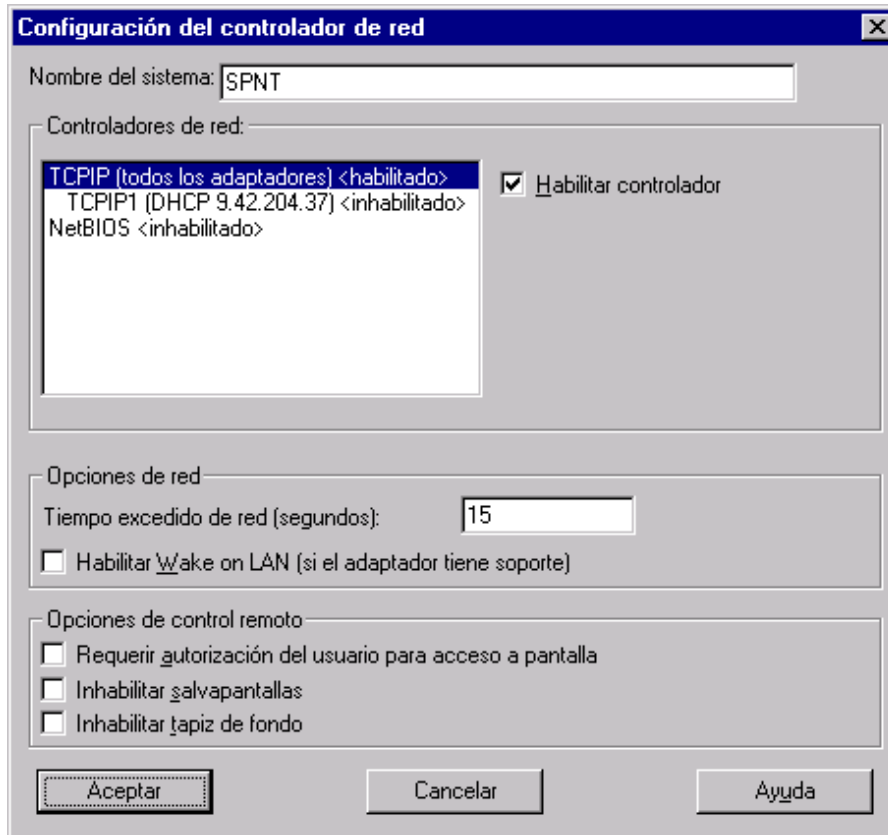 Configuración del controlador de red
Nombre del sistema: SPNT
Controladores de red:
TCPIP (todos los adaptadores) <habilitado>
TCPIP1 (DHCP 9.42.204.37) <inhabilitado>
NetBIOS <inhabilitado>
Habilitar controlador
Opciones de red
Tiempo excedido de red (segundos): 15
Habilitar Wake on LAN (si el adaptador tiene soporte)
Opciones de control remoto
Requerir autorización del usuario para acceso a pantalla
Inhabilitar salvapantallas
Inhabilitar tapiz de fondo
Aceptar Cancelar Ayuda